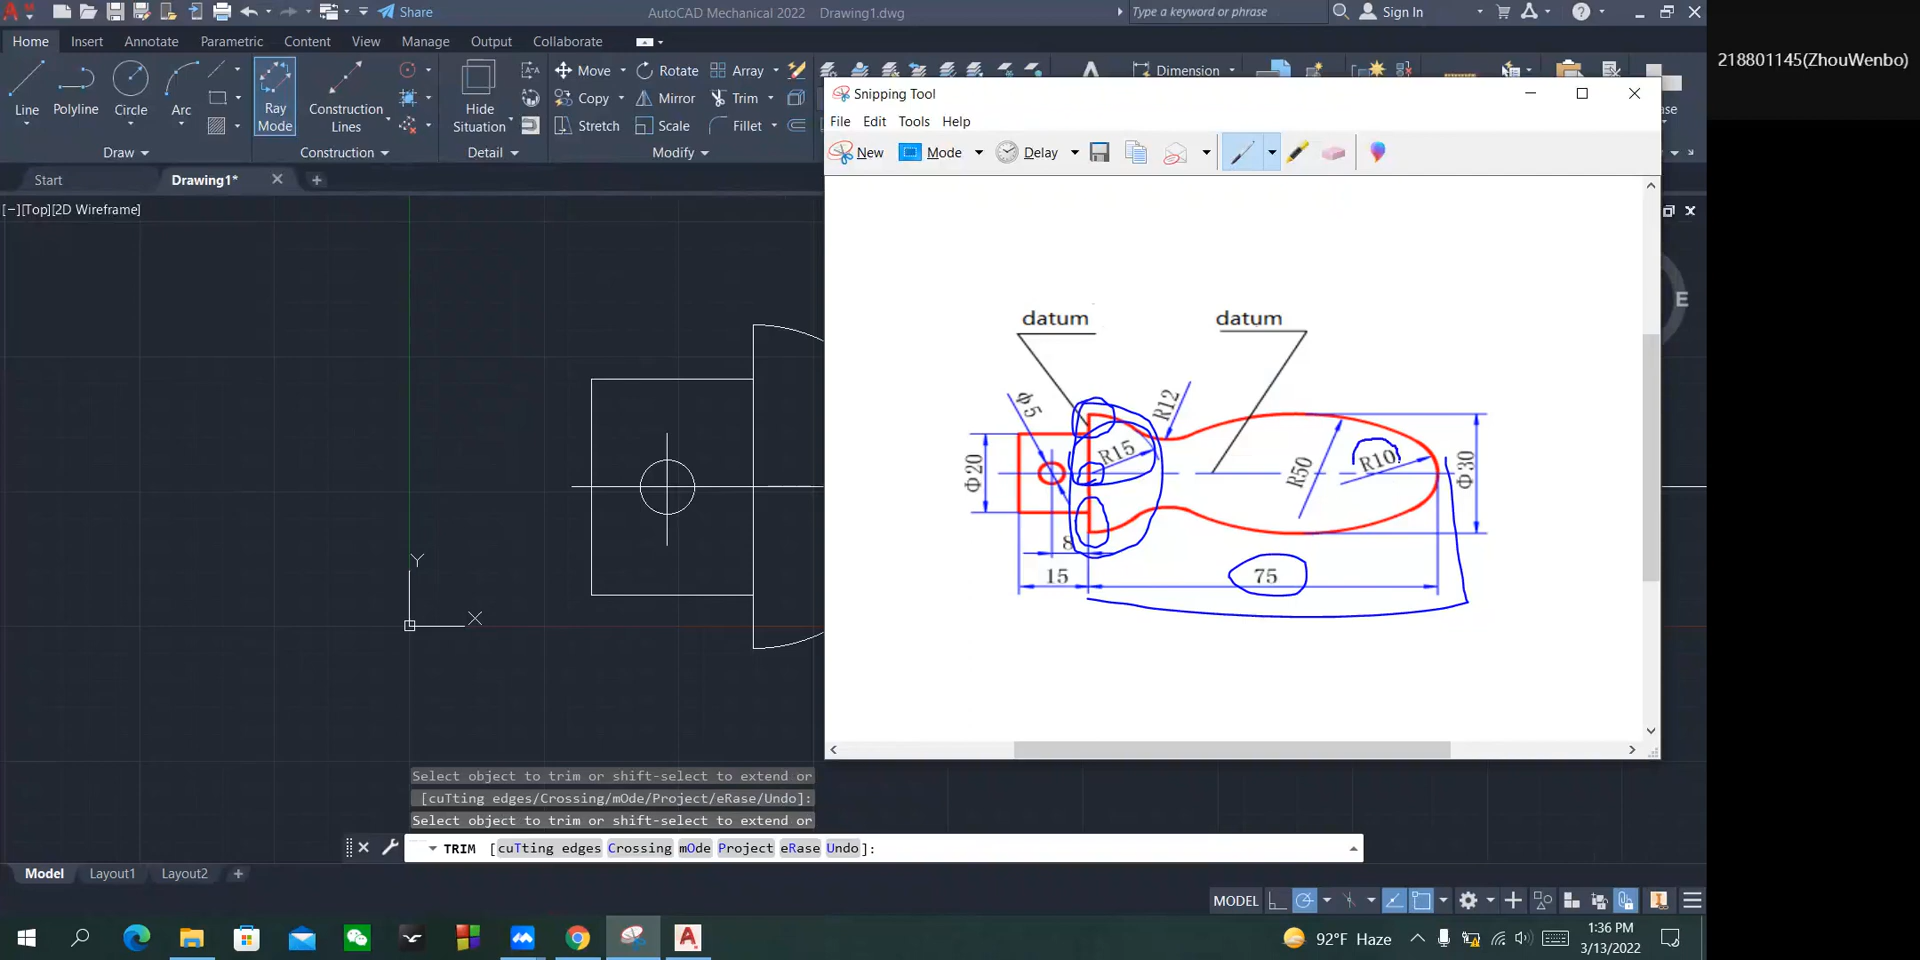 AutoCAD Mechanical 2022 Drawing1.dwg
Share
Type a keyword or phrase
Sign In
218801145(ZhouWenbo)
Home Insert Annotate Parametric Content View Manage Output Collaborate
Line Polyline Circle Arc
Ray Mode
Construction Lines
Hide Situation
Move Rotate Array
Copy Mirror Trim
Stretch Scale Fillet
Dimension
Draw Construction Detail Modify
Start Drawing1*
[−][Top][2D Wireframe]
Snipping Tool
File Edit Tools Help
New Mode Delay
E
datum datum
Φ5
R12
R15
R50
R10
Φ20
Φ30
8
15
75
Y
X
Select object to trim or shift-select to extend or
[cuTting edges/Crossing/mOde/Project/eRase/Undo]:
Select object to trim or shift-select to extend or
TRIM [cuTting edges Crossing mOde Project eRase Undo]:
Model Layout1 Layout2
MODEL
92°F Haze
1:36 PM
3/13/2022